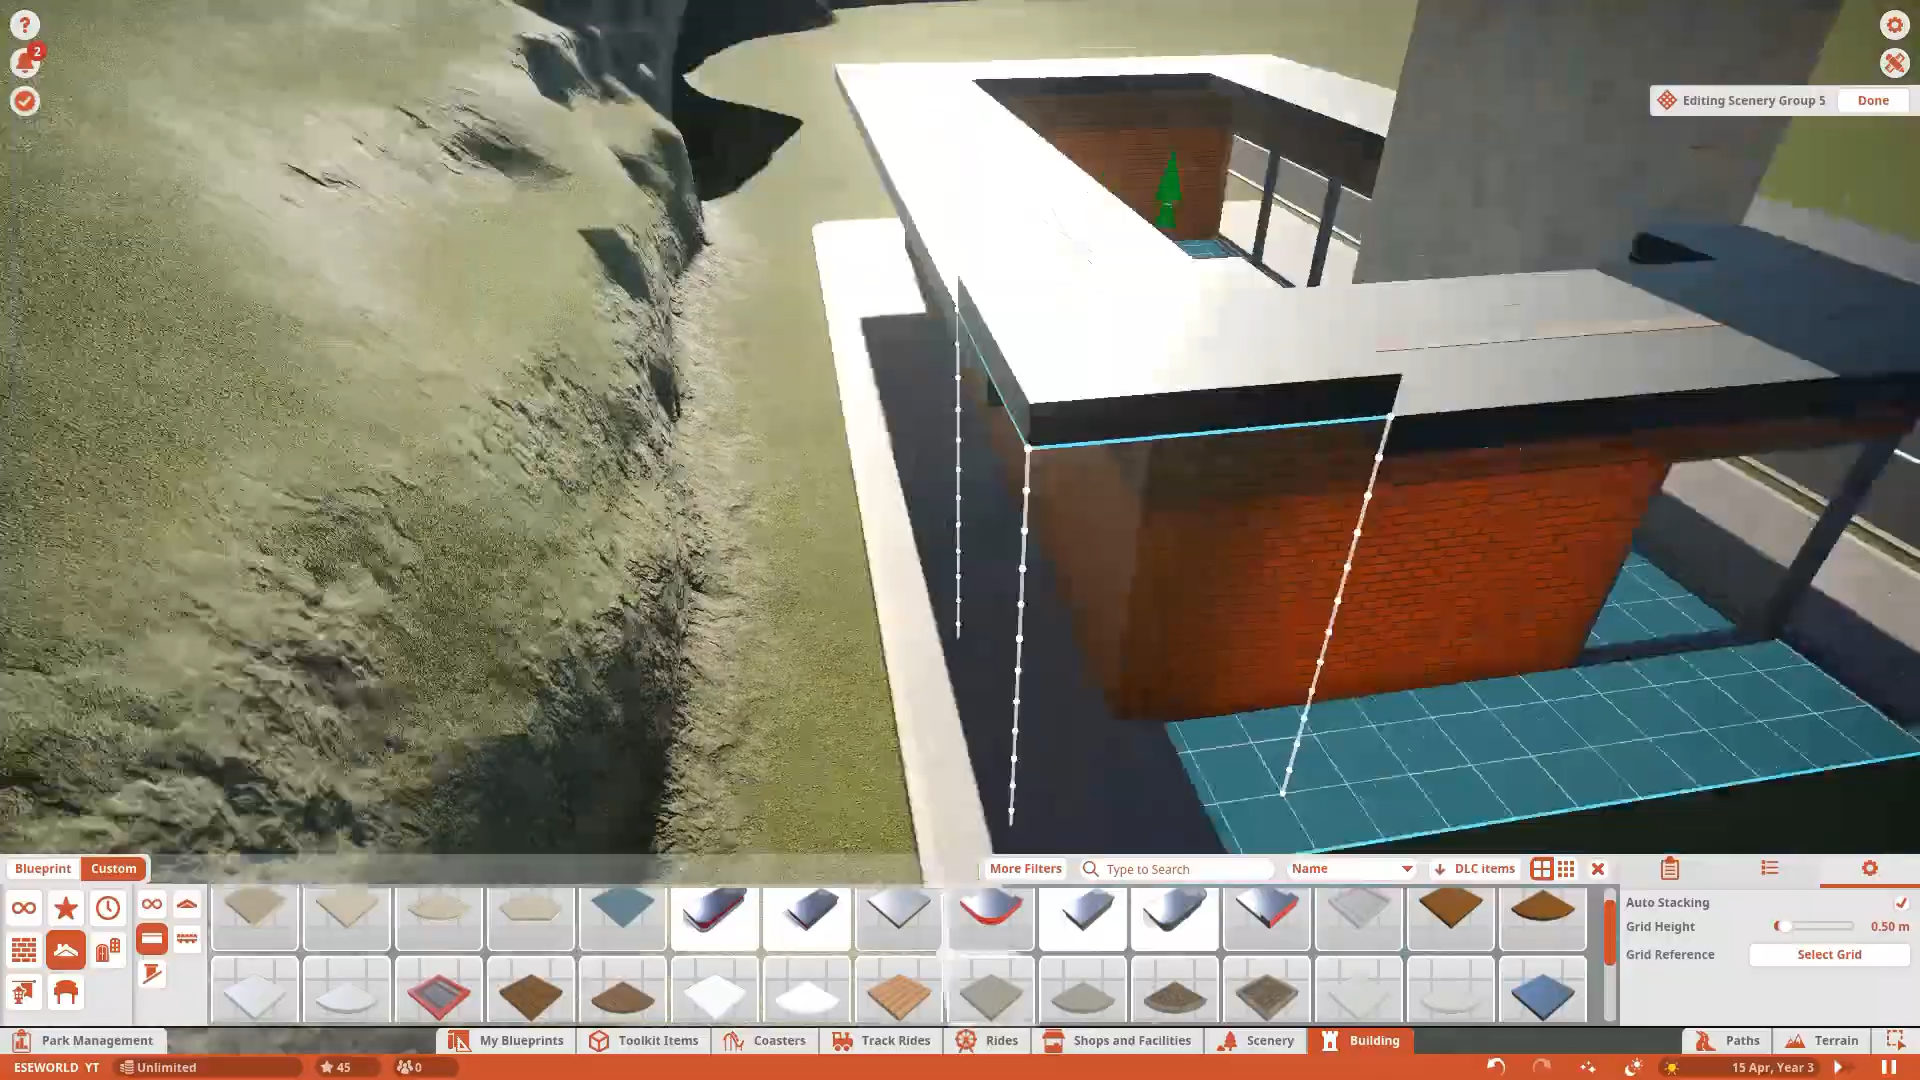 ?
2
Editing Scenery Group 5
Done
Blueprint
Custom
More Filters
Type to Search
Name
DLC items
Auto Stacking
Grid Height
0.50 m
Grid Reference
Select Grid
Park Management
My Blueprints
Toolkit Items
Coasters
Track Rides
Rides
Shops and Facilities
Scenery
Building
Paths
Terrain
ESEWORLD YT
Unlimited
45
0
15 Apr, Year 3